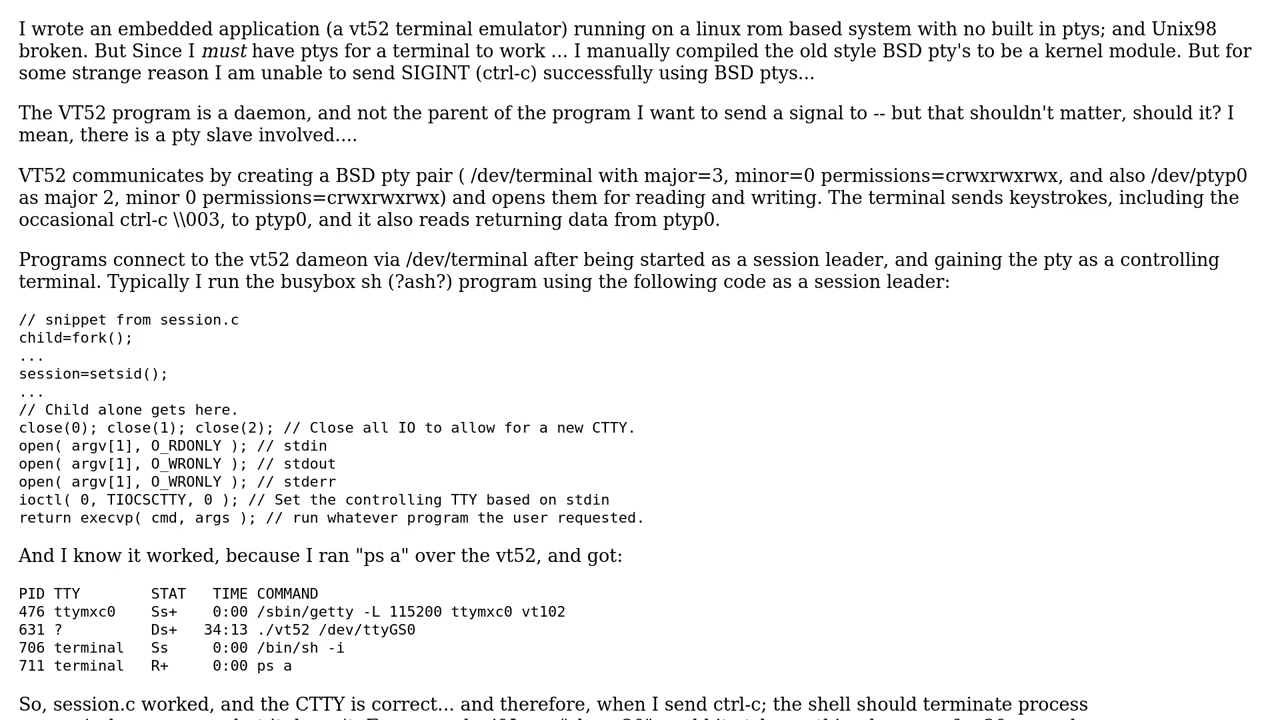 I wrote an embedded application (a vt52 terminal emulator) running on a linux rom based system with no built in ptys; and Unix98
broken. But Since I must have ptys for a terminal to work ... I manually compiled the old style BSD pty's to be a kernel module. But for
some strange reason I am unable to send SIGINT (ctrl-c) successfully using BSD ptys...
The VT52 program is a daemon, and not the parent of the program I want to send a signal to -- but that shouldn't matter, should it? I
mean, there is a pty slave involved....
VT52 communicates by creating a BSD pty pair ( /dev/terminal with major=3, minor=0 permissions=crwxrwxrwx, and also /dev/ptyp0
as major 2, minor 0 permissions=crwxrwxrwx) and opens them for reading and writing. The terminal sends keystrokes, including the
occasional ctrl-c \\003, to ptyp0, and it also reads returning data from ptyp0.
Programs connect to the vt52 dameon via /dev/terminal after being started as a session leader, and gaining the pty as a controlling
terminal. Typically I run the busybox sh (?ash?) program using the following code as a session leader:
// snippet from session.c
child=fork();
...
session=setsid();
...
// Child alone gets here.
close(0); close(1); close(2); // Close all IO to allow for a new CTTY.
open( argv[1], O_RDONLY ); // stdin
open( argv[1], O_WRONLY ); // stdout
open( argv[1], O_WRONLY ); // stderr
ioctl( 0, TIOCSCTTY, 0 ); // Set the controlling TTY based on stdin
return execvp( cmd, args ); // run whatever program the user requested.
And I know it worked, because I ran "ps a" over the vt52, and got:
PID TTY      STAT   TIME COMMAND
476 ttymxc0   Ss+    0:00 /sbin/getty -L 115200 ttymxc0 vt102
631 ?         Ds+   34:13 ./vt52 /dev/ttyGS0
706 terminal  Ss     0:00 /bin/sh -i
711 terminal  R+     0:00 ps a
So, session.c worked, and the CTTY is correct... and therefore, when I send ctrl-c; the shell should terminate process